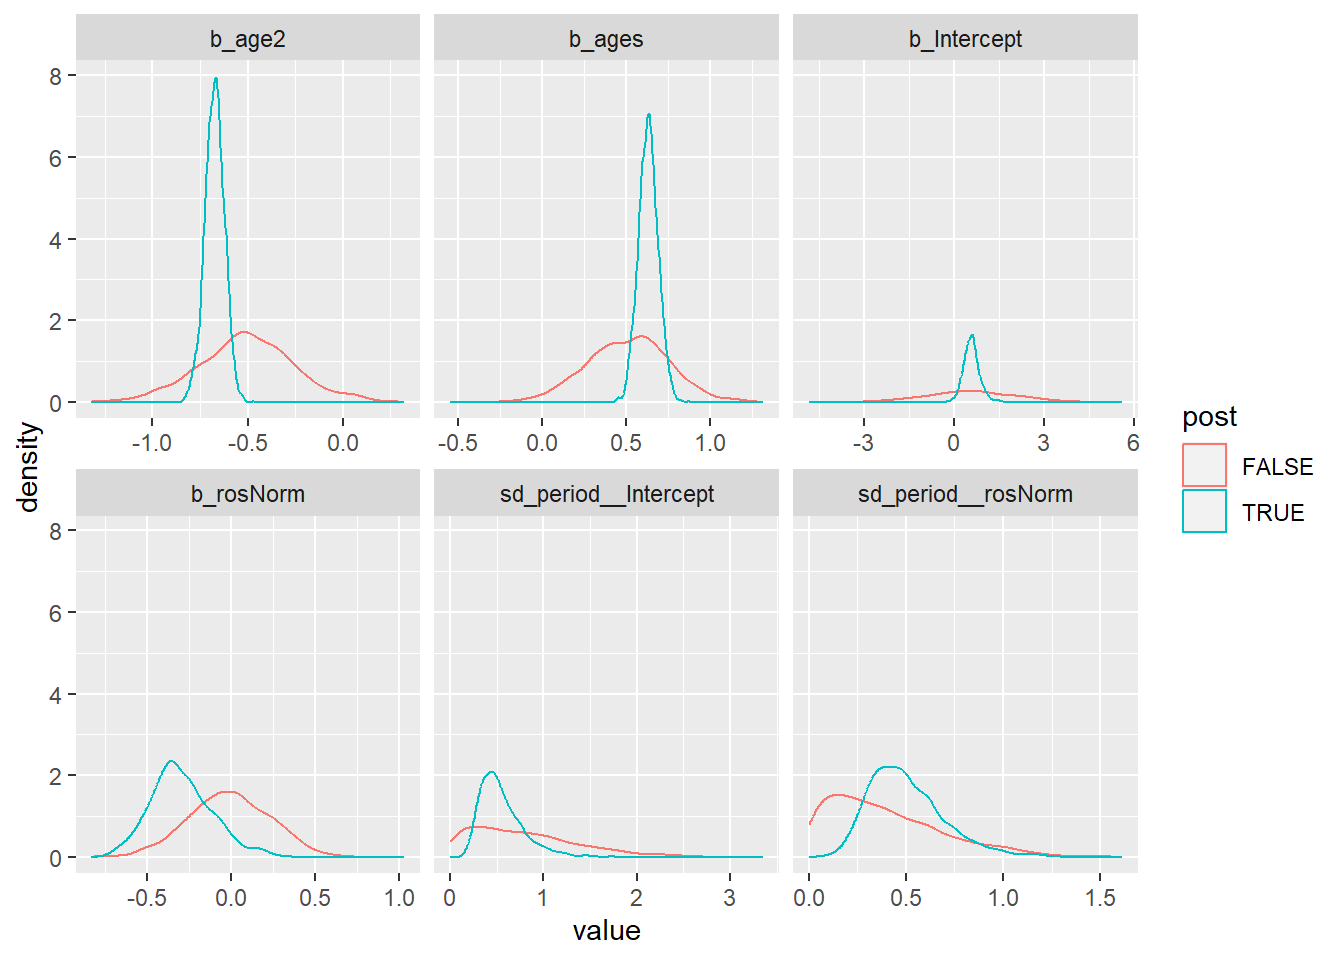 b_age2 b_ages b_Intercept
8
6
4
2
0
-1.0 -0.5 0.0 -0.5 0.0 0.5 1.0 -3 0 3 6
b_rosNorm sd_period__Intercept sd_period__rosNorm
8
6
4
2
0
-0.5 0.0 0.5 1.0 0 1 2 3 0.0 0.5 1.0 1.5
value
density
post
FALSE
TRUE